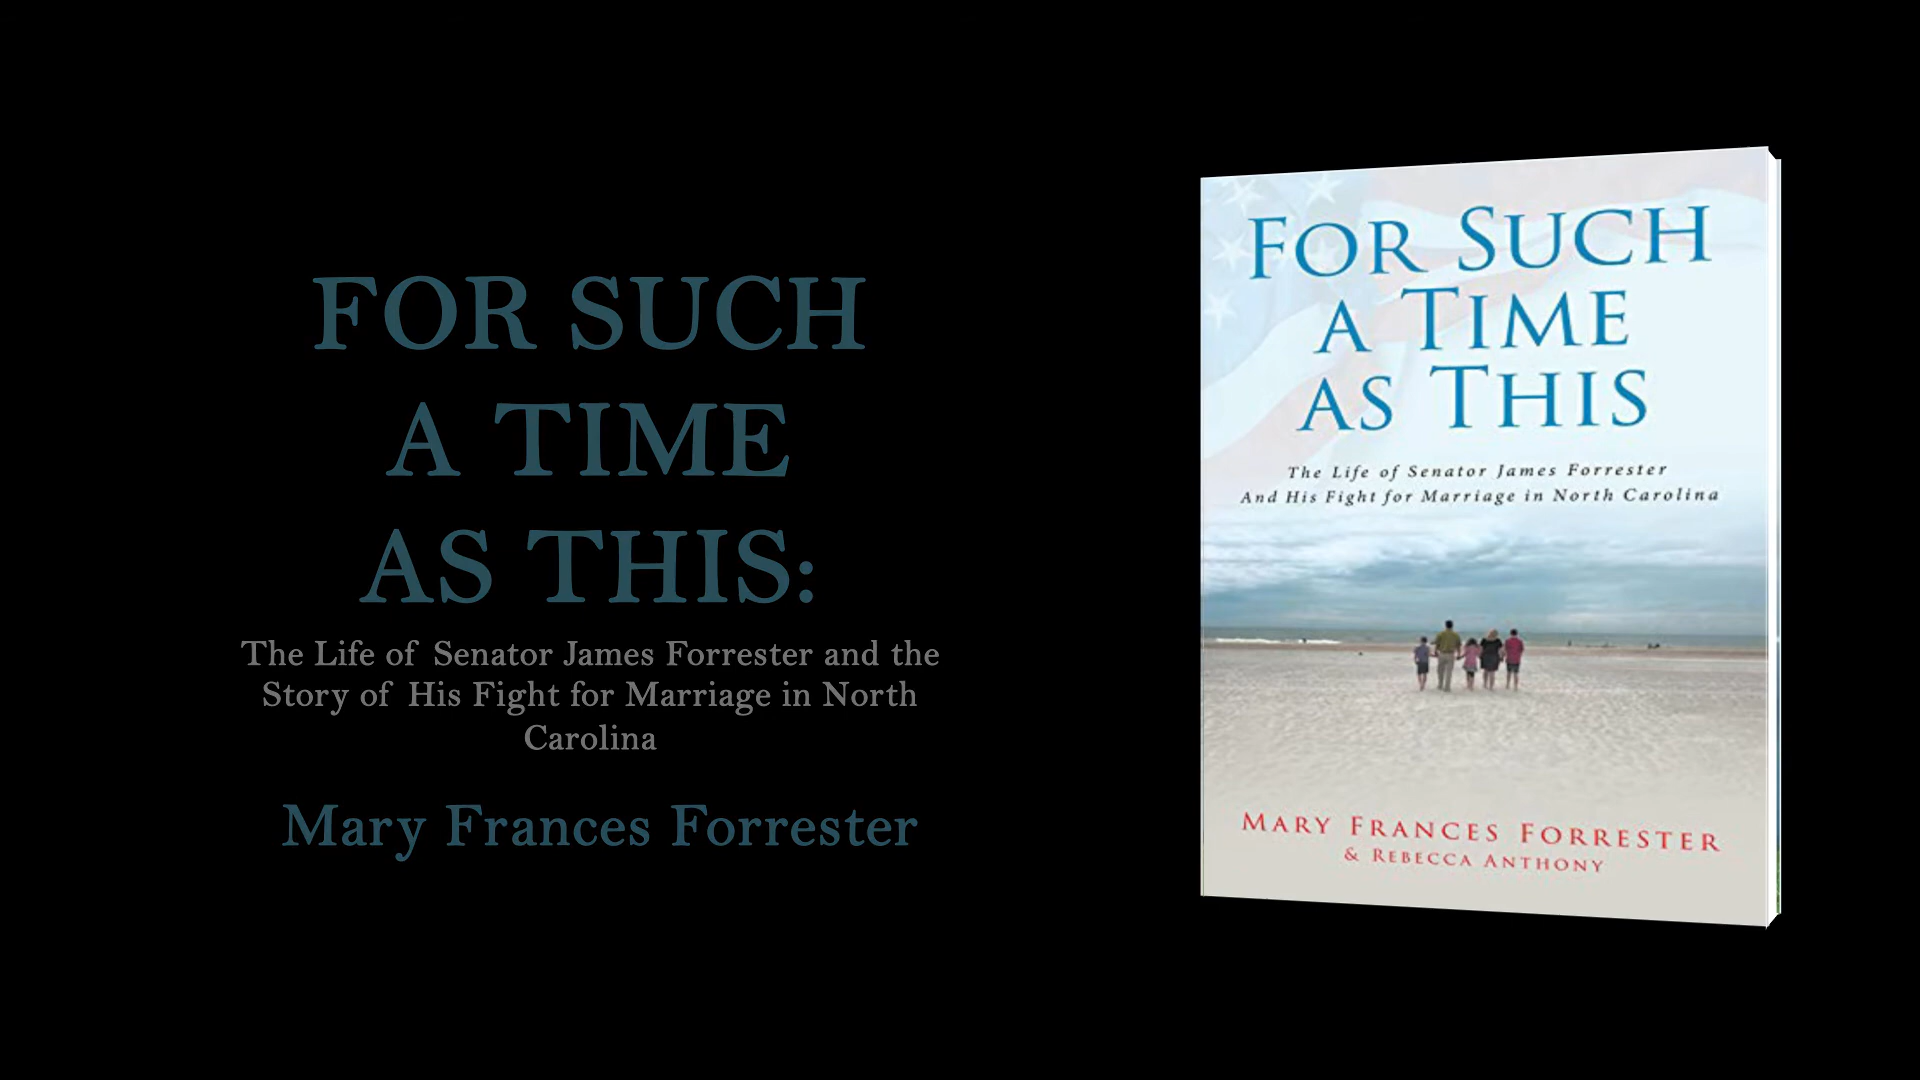 FOR SUCH
A TIME
AS THIS:
The Life of Senator James Forrester and the
Story of His Fight for Marriage in North
Carolina
Mary Frances Forrester
FOR SUCH
A TIME
AS THIS
The Life of Senator James Forrester
And His Fight for Marriage in North Carolina
MARY FRANCES FORRESTER
& REBECCA ANTHONY